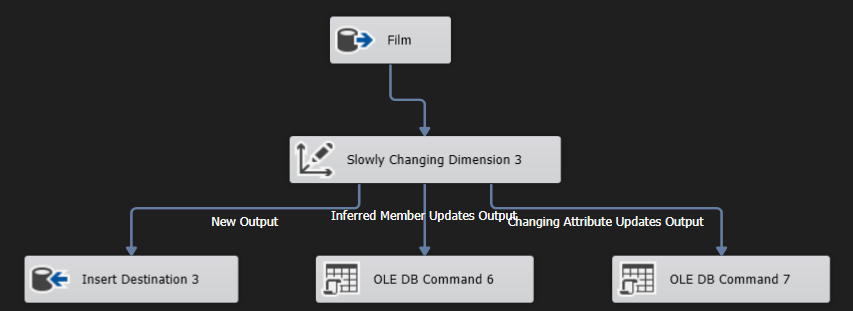 Film
Slowly Changing Dimension 3
New Output
Inferred Member Updates Output
Changing Attribute Updates Output
Insert Destination 3
OLE DB Command 6
OLE DB Command 7